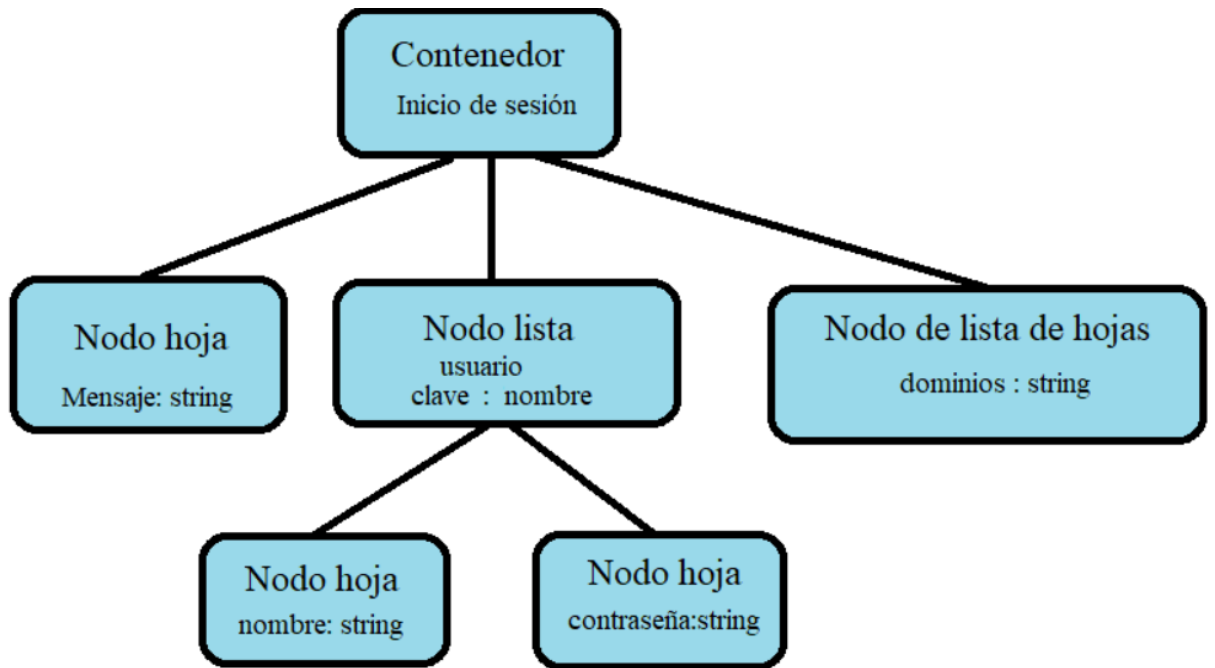 Contenedor
Inicio de sesión
Nodo hoja
Mensaje: string
Nodo lista
usuario
clave : nombre
Nodo de lista de hojas
dominios : string
Nodo hoja
nombre: string
Nodo hoja
contraseña:string